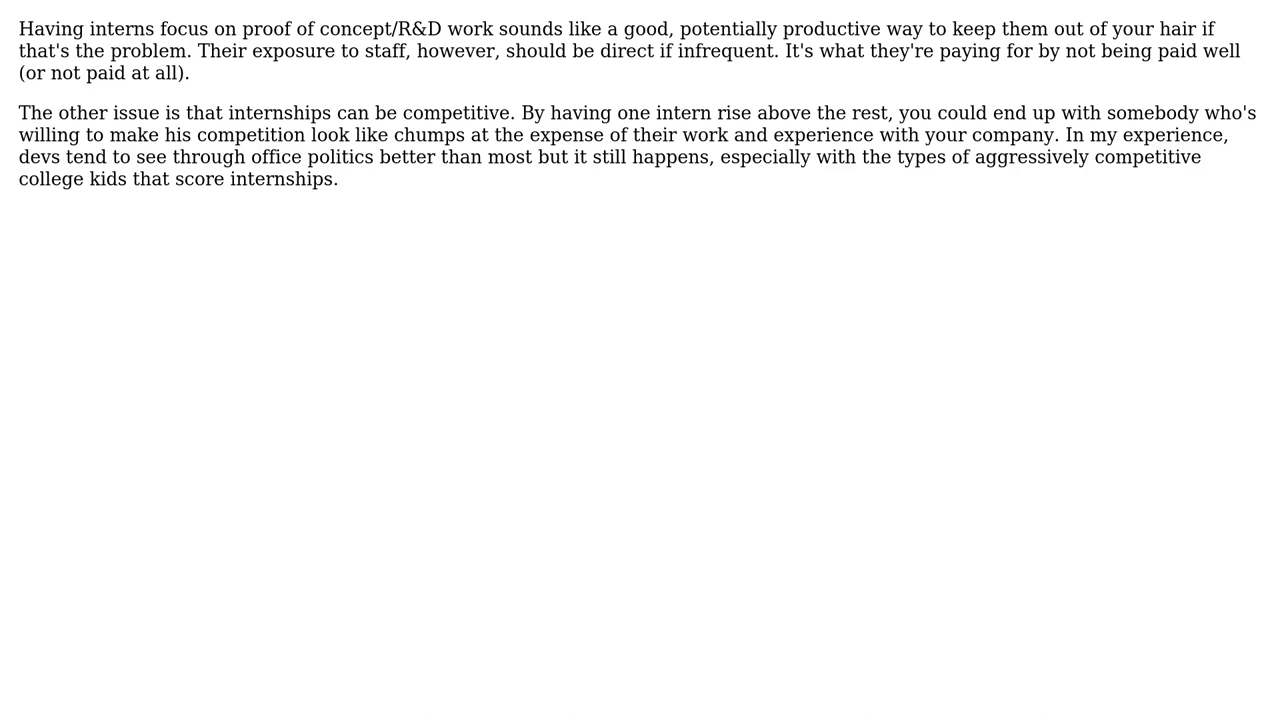 Having interns focus on proof of concept/R&D work sounds like a good, potentially productive way to keep them out of your hair if
that's the problem. Their exposure to staff, however, should be direct if infrequent. It's what they're paying for by not being paid well
(or not paid at all).
The other issue is that internships can be competitive. By having one intern rise above the rest, you could end up with somebody who's
willing to make his competition look like chumps at the expense of their work and experience with your company. In my experience,
devs tend to see through office politics better than most but it still happens, especially with the types of aggressively competitive
college kids that score internships.